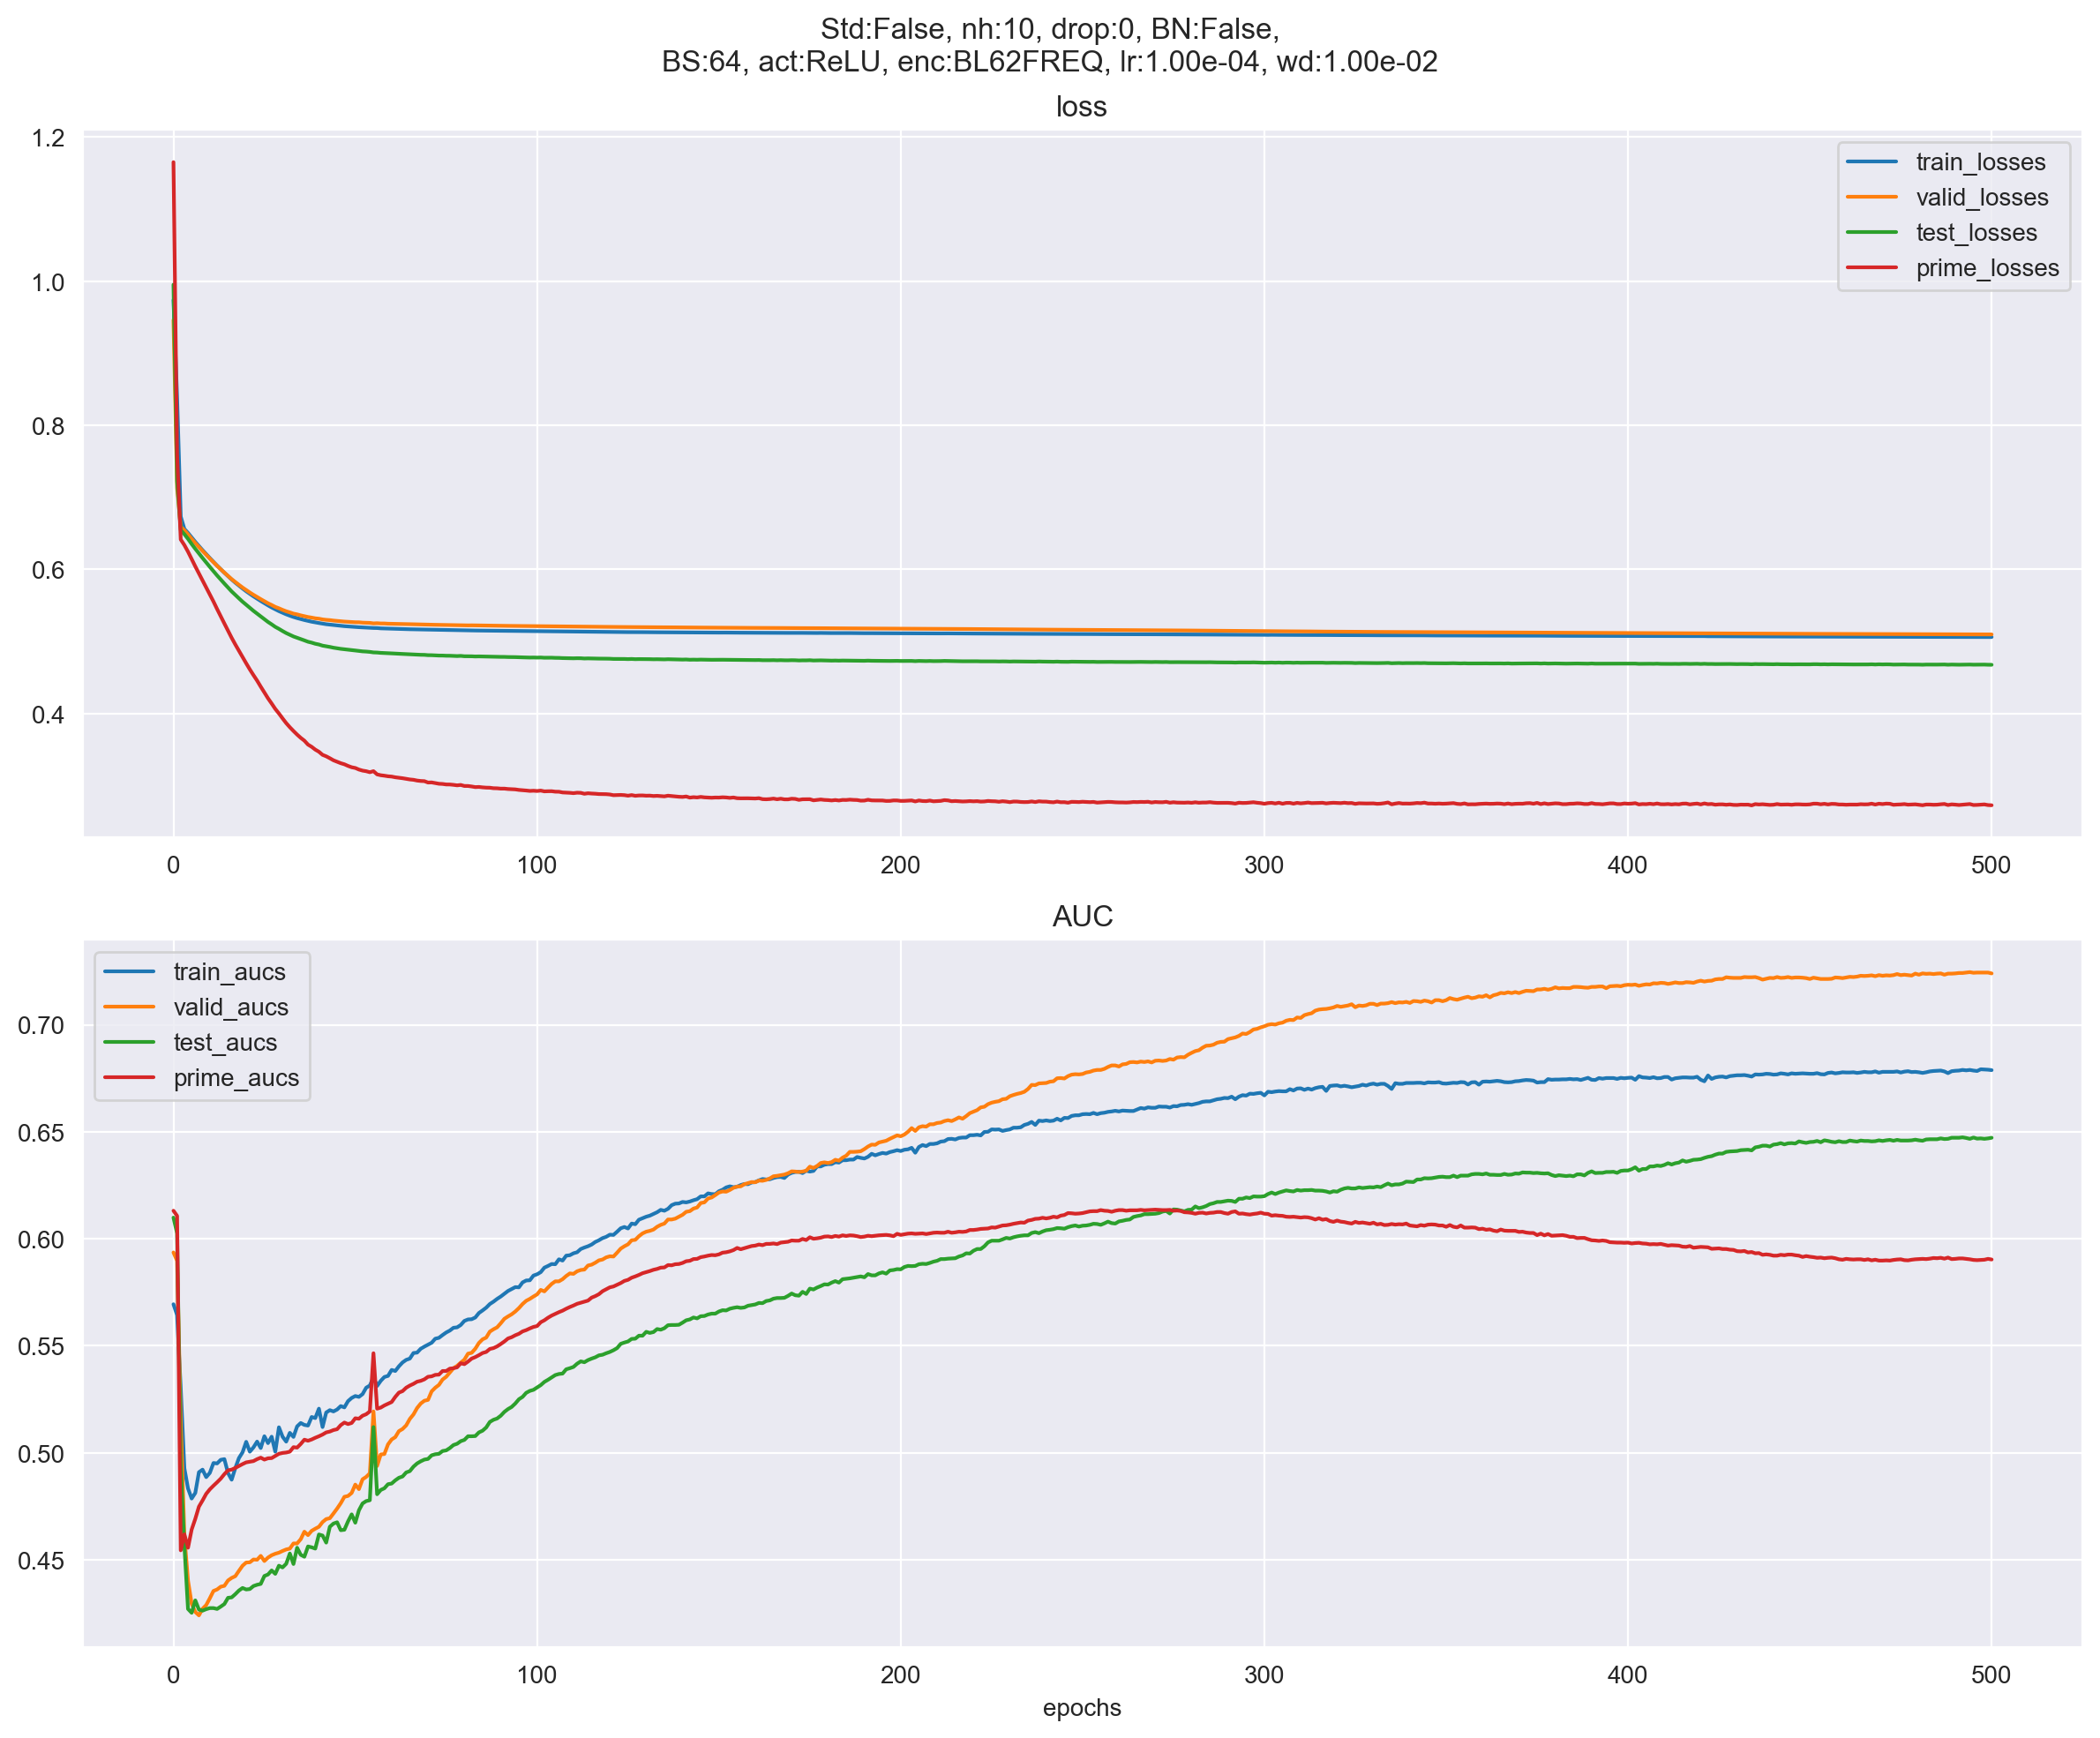 Std:False, nh:10, drop:0, BN:False,
BS:64, act:ReLU, enc:BL62FREQ, lr:1.00e-04, wd:1.00e-02
loss
1.2
1.0
0.8
0.6
0.4
train_losses
valid_losses
test_losses
prime_losses
0 100 200 300 400 500
AUC
train_aucs
valid_aucs
test_aucs
prime_aucs
0.70
0.65
0.60
0.55
0.50
0.45
0 100 200 300 400 500
epochs